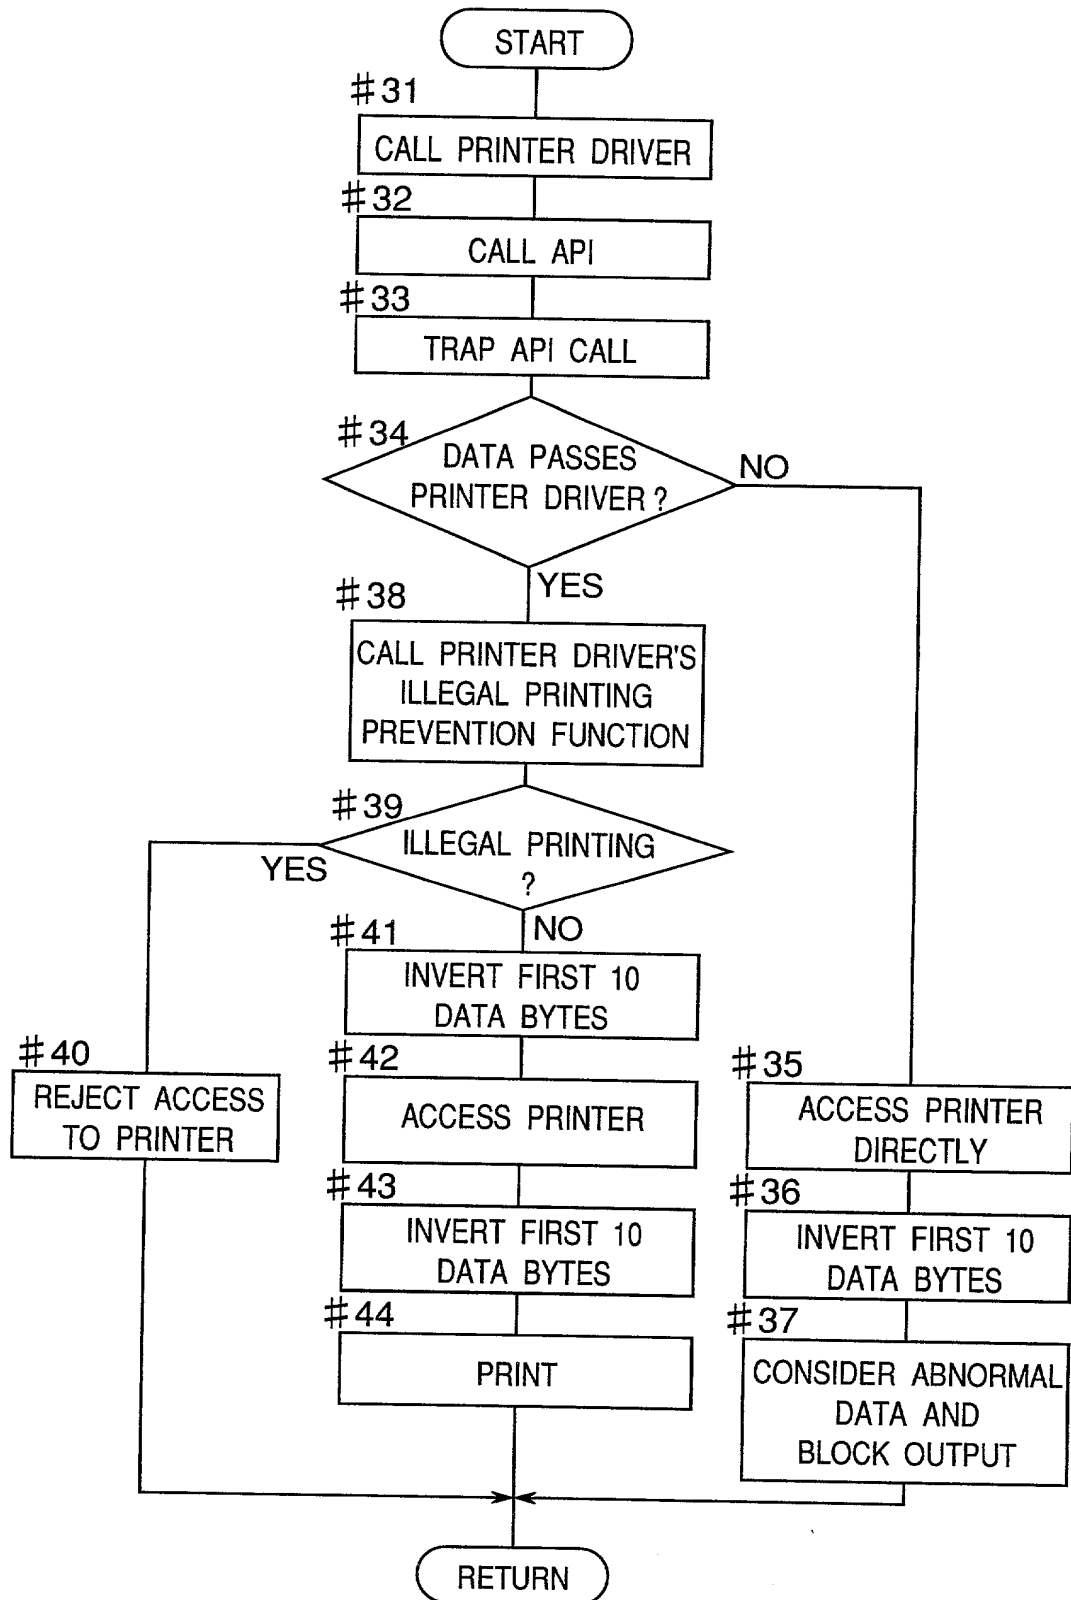 START
#31
CALL PRINTER DRIVER
#32
CALL API
#33
TRAP API CALL
#34
DATA PASSES
PRINTER DRIVER ?
NO
YES
#38
CALL PRINTER DRIVER'S
ILLEGAL PRINTING
PREVENTION FUNCTION
#39
ILLEGAL PRINTING
?
YES
NO
#41
INVERT FIRST 10
DATA BYTES
#40
REJECT ACCESS
TO PRINTER
#42
ACCESS PRINTER
#35
ACCESS PRINTER
DIRECTLY
#43
INVERT FIRST 10
DATA BYTES
#36
INVERT FIRST 10
DATA BYTES
#44
PRINT
#37
CONSIDER ABNORMAL
DATA AND
BLOCK OUTPUT
RETURN